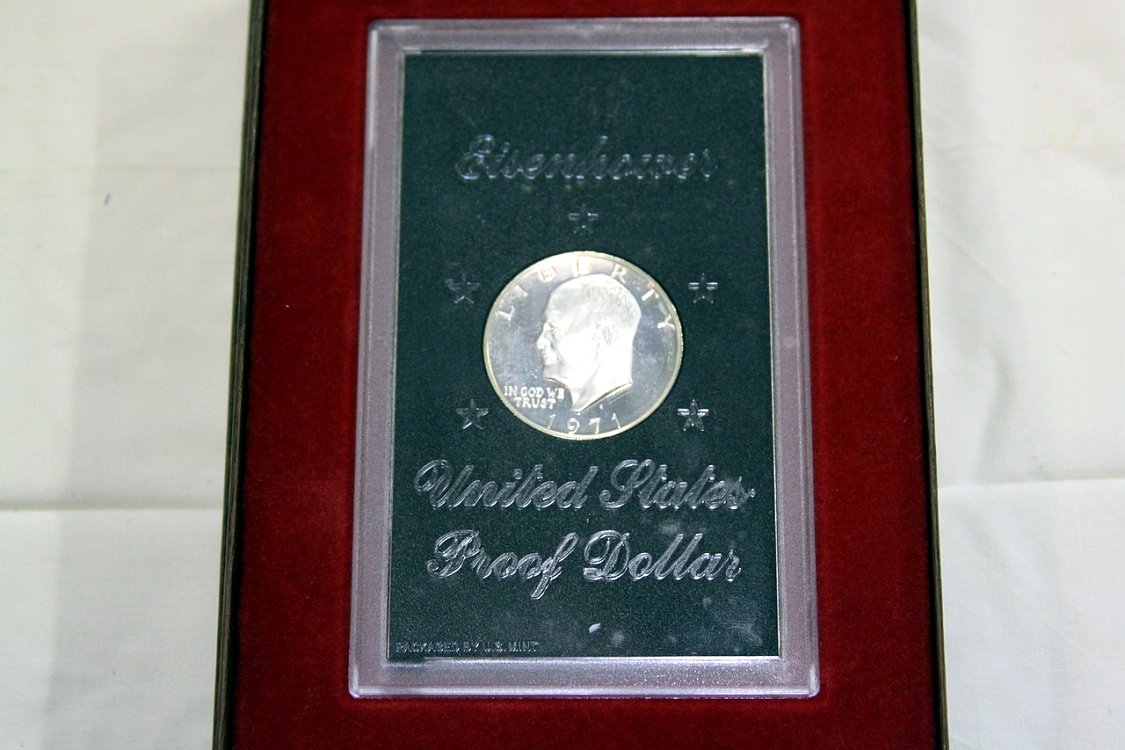 Eisenhower
LIBERTY
IN GOD WE
TRUST
1971
United States
Proof Dollar
PACKAGED BY U.S. MINT